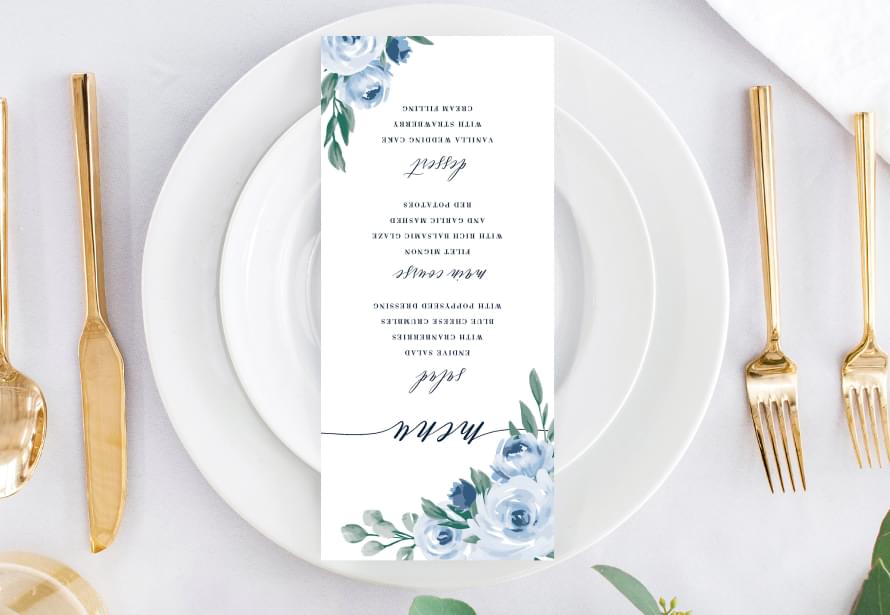 menu
salad
ENDIVE SALAD
WITH CRANBERRIES
BLUE CHEESE CRUMBLES
WITH POPPYSEED DRESSING
main course
FILET MIGNON
WITH RICH BALSAMIC GLAZE
AND GARLIC MASHED
RED POTATOES
dessert
VANILLA WEDDING CAKE
WITH STRAWBERRY
CREAM FILLING